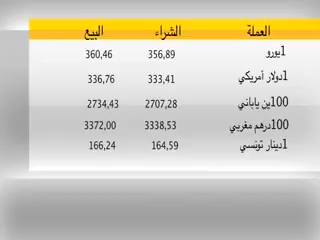 العملة الشراء البيع
1يورو 356,89 360,46
1دولار أمريكي 333,41 336,76
100ين ياباني 2707,28 2734,43
100درهم مغربي 3338,53 3372,00
1دينار تونسي 164,59 166,24